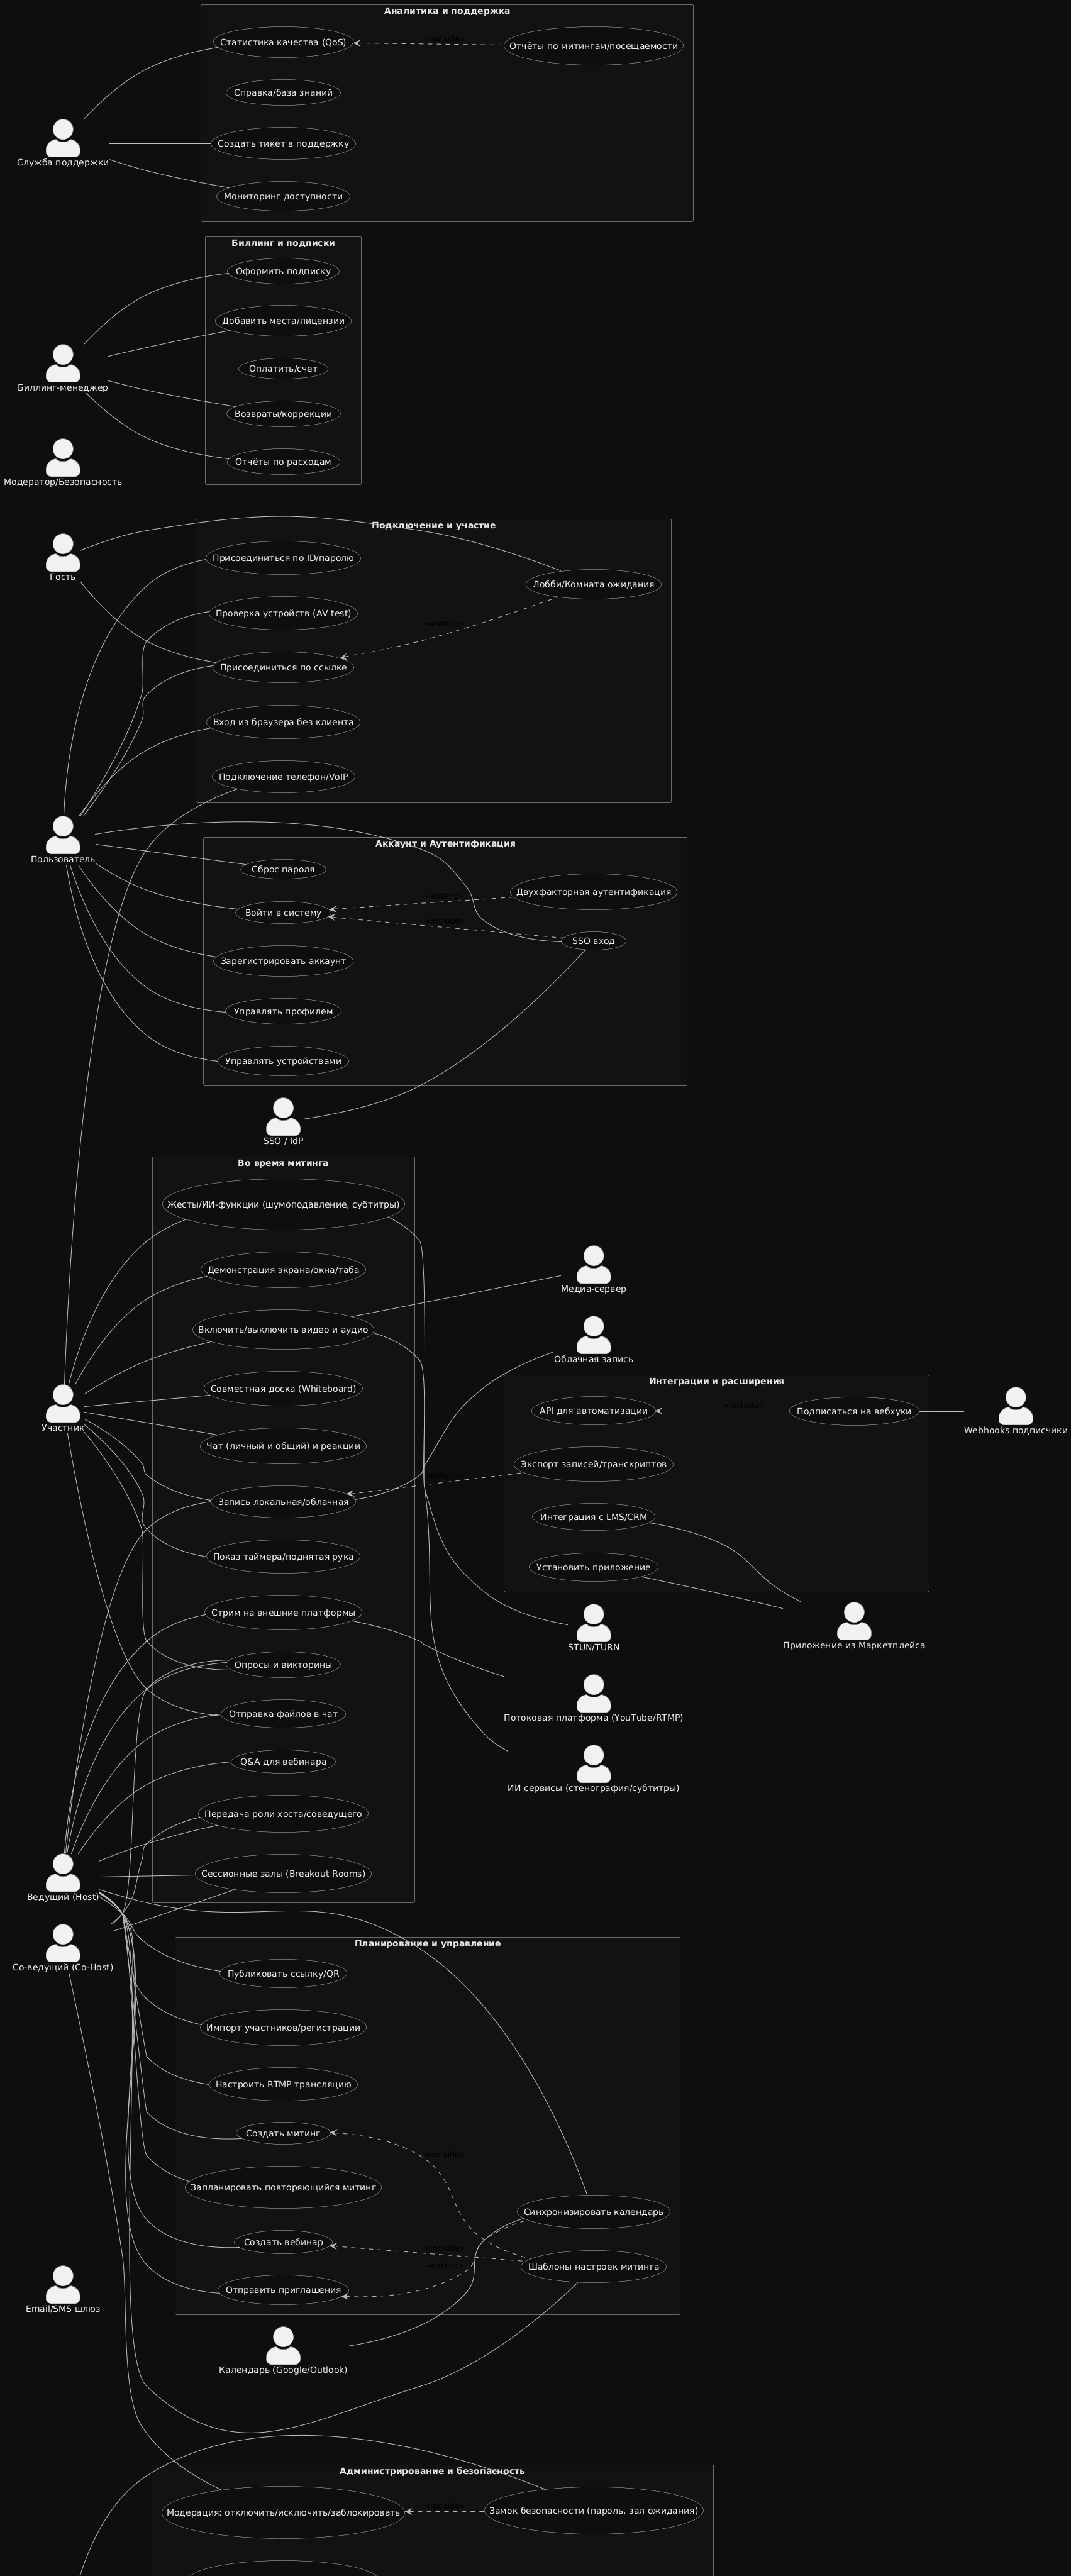 Аналитика и поддержка
Статистика качества (QoS)
«include»
Отчёты по митингам/посещаемости
Справка/база знаний
Создать тикет в поддержку
Служба поддержки
Мониторинг доступности
Биллинг и подписки
Оформить подписку
Добавить места/лицензии
Оплатить/счет
Биллинг-менеджер
Возвраты/коррекции
Отчёты по расходам
Модератор/Безопасность
Подключение и участие
Присоединиться по ID/паролю
Гость
Лобби/Комната ожидания
Проверка устройств (AV test)
«extend»
Присоединиться по ссылке
Вход из браузера без клиента
Подключение телефон/VoIP
Пользователь
Аккаунт и Аутентификация
Сброс пароля
Двухфакторная аутентификация
«extend»
Войти в систему
«include»
SSO вход
Зарегистрировать аккаунт
Управлять профилем
Управлять устройствами
SSO / IdP
Во время митинга
Жесты/ИИ-функции (шумоподавление, субтитры)
Демонстрация экрана/окна/таба
Медиа-сервер
Включить/выключить видео и аудио
Облачная запись
Совместная доска (Whiteboard)
Интеграции и расширения
API для автоматизации
«include»
Подписаться на вебхуки
Webhooks подписчики
Участник
Чат (личный и общий) и реакции
Экспорт записей/транскриптов
«extend»
Запись локальная/облачная
Интеграция с LMS/CRM
Показ таймера/поднятая рука
Установить приложение
Стрим на внешние платформы
STUN/TURN
Приложение из Маркетплейса
Опросы и викторины
Отправка файлов в чат
Потоковая платформа (YouTube/RTMP)
Q&A для вебинара
ИИ сервисы (стенография/субтитры)
Передача роли хоста/соведущего
Сессионные залы (Breakout Rooms)
Ведущий (Host)
Со-ведущий (Co-Host)
Планирование и управление
Публиковать ссылку/QR
Импорт участников/регистрации
Настроить RTMP трансляцию
Создать митинг
«include»
Запланировать повторяющийся митинг
Синхронизировать календарь
Создать вебинар
«include»
«extend»
Шаблоны настроек митинга
Отправить приглашения
Email/SMS шлюз
Календарь (Google/Outlook)
Администрирование и безопасность
Модерация: отключить/исключить/заблокировать
«include»
Замок безопасности (пароль, зал ожидания)